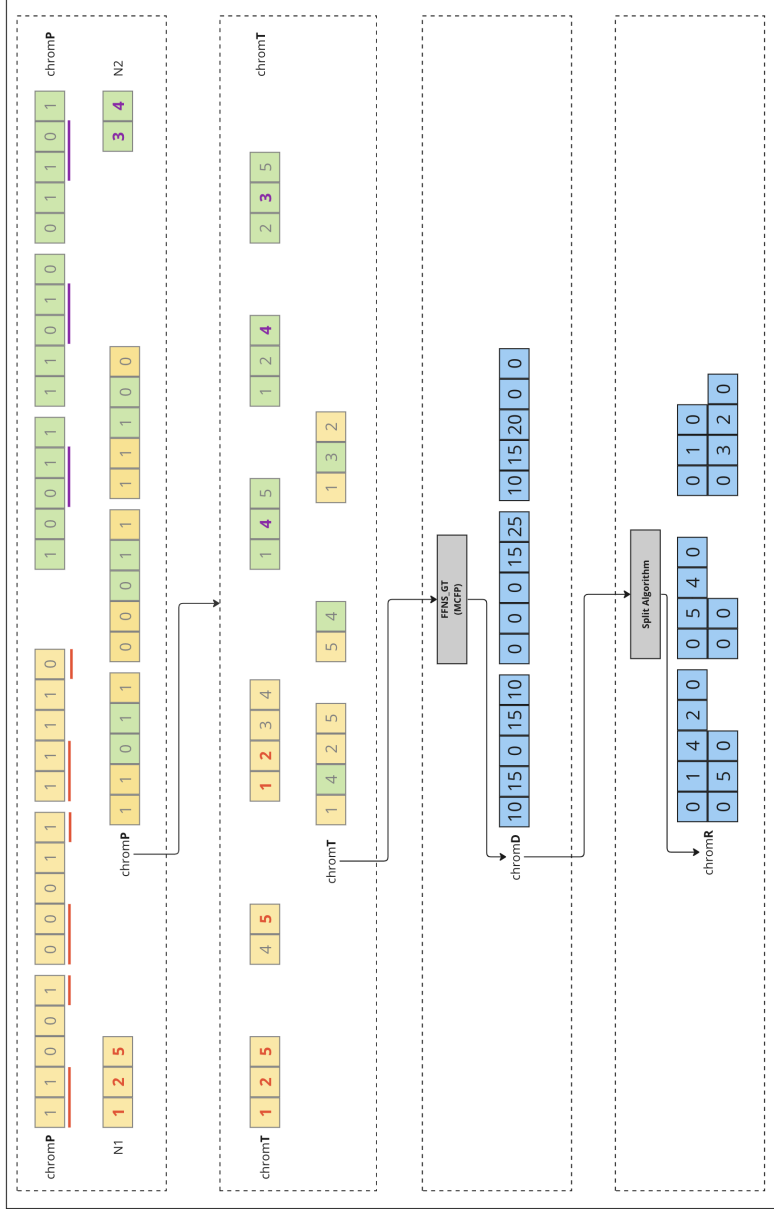 chromP 1 1 0 0 1 0 0 0 1 1 1 1 1 1 0 1 0 0 1 1 1 1 0 1 0 0 1 1 0 1 chromP
N1 1 2 5 3 4 N2
chromP 1 1 0 1 1 0 0 0 1 1 1 1 1 0 0
chromT 1 2 5 4 5 1 2 3 4 1 4 5 1 2 4 2 3 5 chromT
chromT 1 4 2 5 5 4 1 3 2
FFNS_GT
(MCFP)
chromD 10 15 0 15 10 0 0 0 15 25 10 15 20 0 0
Split Algorithm
chromR 0 1 4 2 0 0 5 4 0 0 1 0
0 5 0 0 0 0 3 2 0